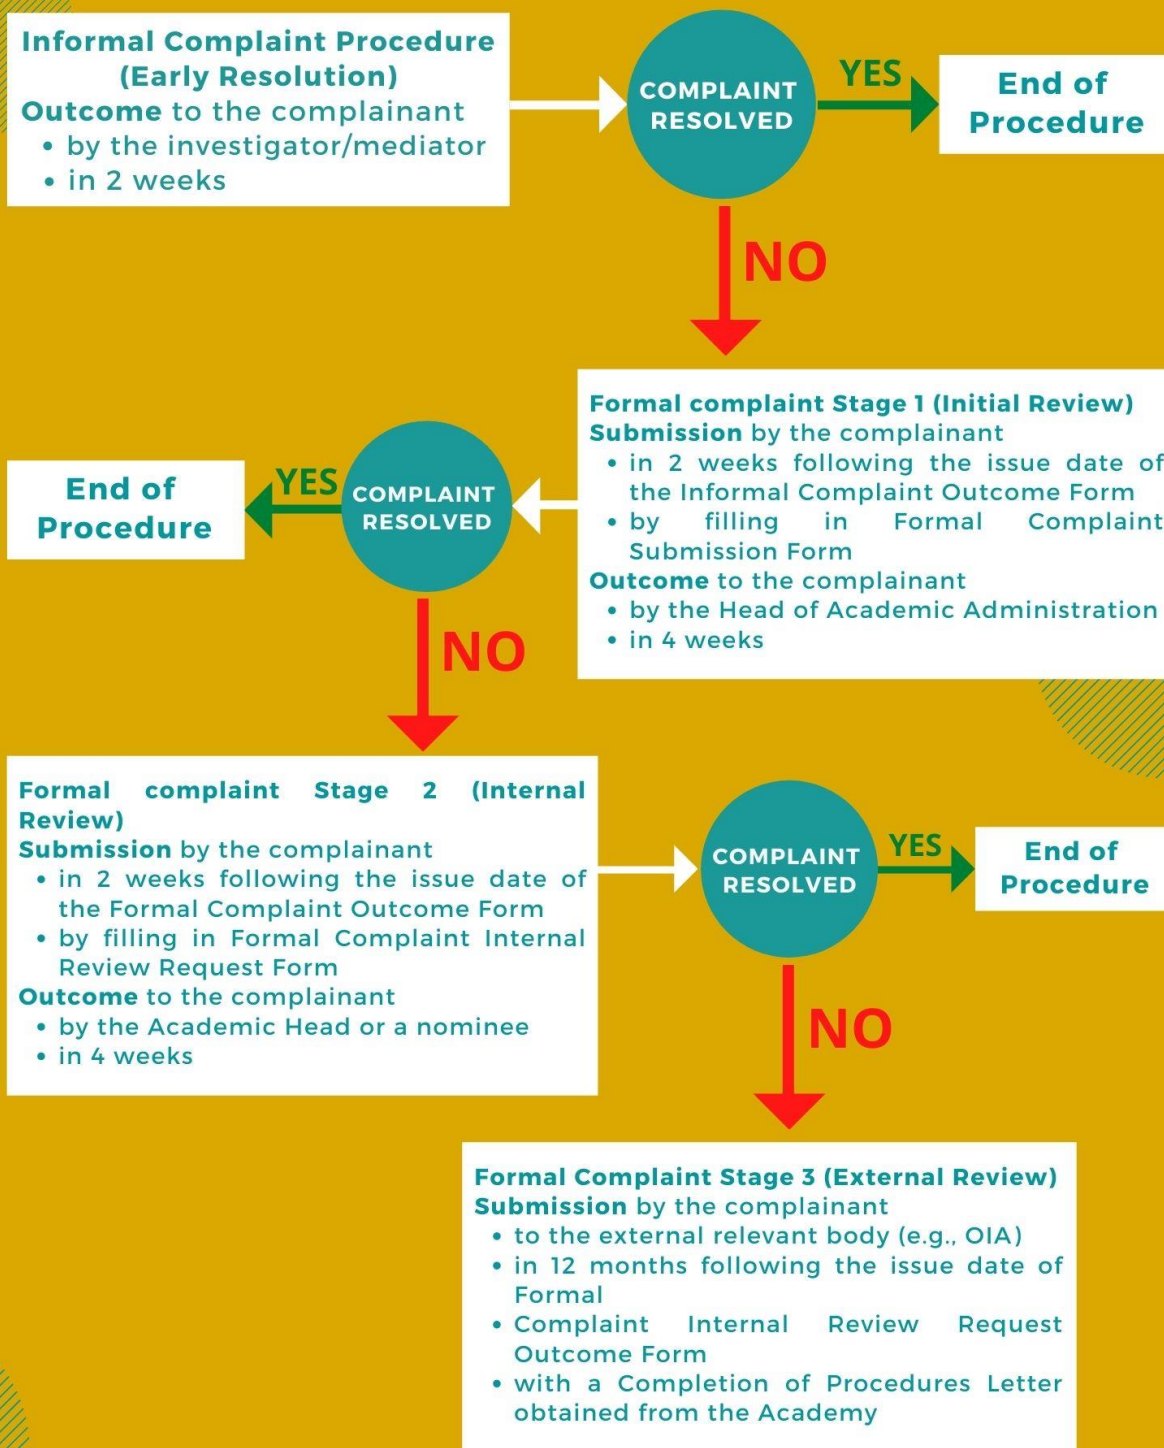 Informal Complaint Procedure
(Early Resolution)
Outcome to the complainant
• by the investigator/mediator
• in 2 weeks
COMPLAINT
RESOLVED
YES
End of
Procedure
NO
Formal complaint Stage 1 (Initial Review)
Submission by the complainant
• in 2 weeks following the issue date of
the Informal Complaint Outcome Form
• by filling in Formal Complaint
Submission Form
Outcome to the complainant
• by the Head of Academic Administration
• in 4 weeks
COMPLAINT
RESOLVED
YES
End of
Procedure
NO
Formal complaint Stage 2 (Internal
Review)
Submission by the complainant
• in 2 weeks following the issue date of
the Formal Complaint Outcome Form
• by filling in Formal Complaint Internal
Review Request Form
Outcome to the complainant
• by the Academic Head or a nominee
• in 4 weeks
COMPLAINT
RESOLVED
YES
End of
Procedure
NO
Formal Complaint Stage 3 (External Review)
Submission by the complainant
• to the external relevant body (e.g., OIA)
• in 12 months following the issue date of
Formal
• Complaint Internal Review Request
Outcome Form
• with a Completion of Procedures Letter
obtained from the Academy